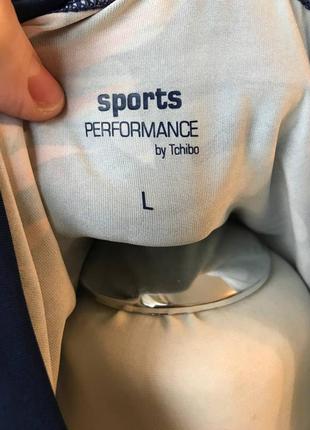 sports
PERFORMANCE
by Tchibo
L